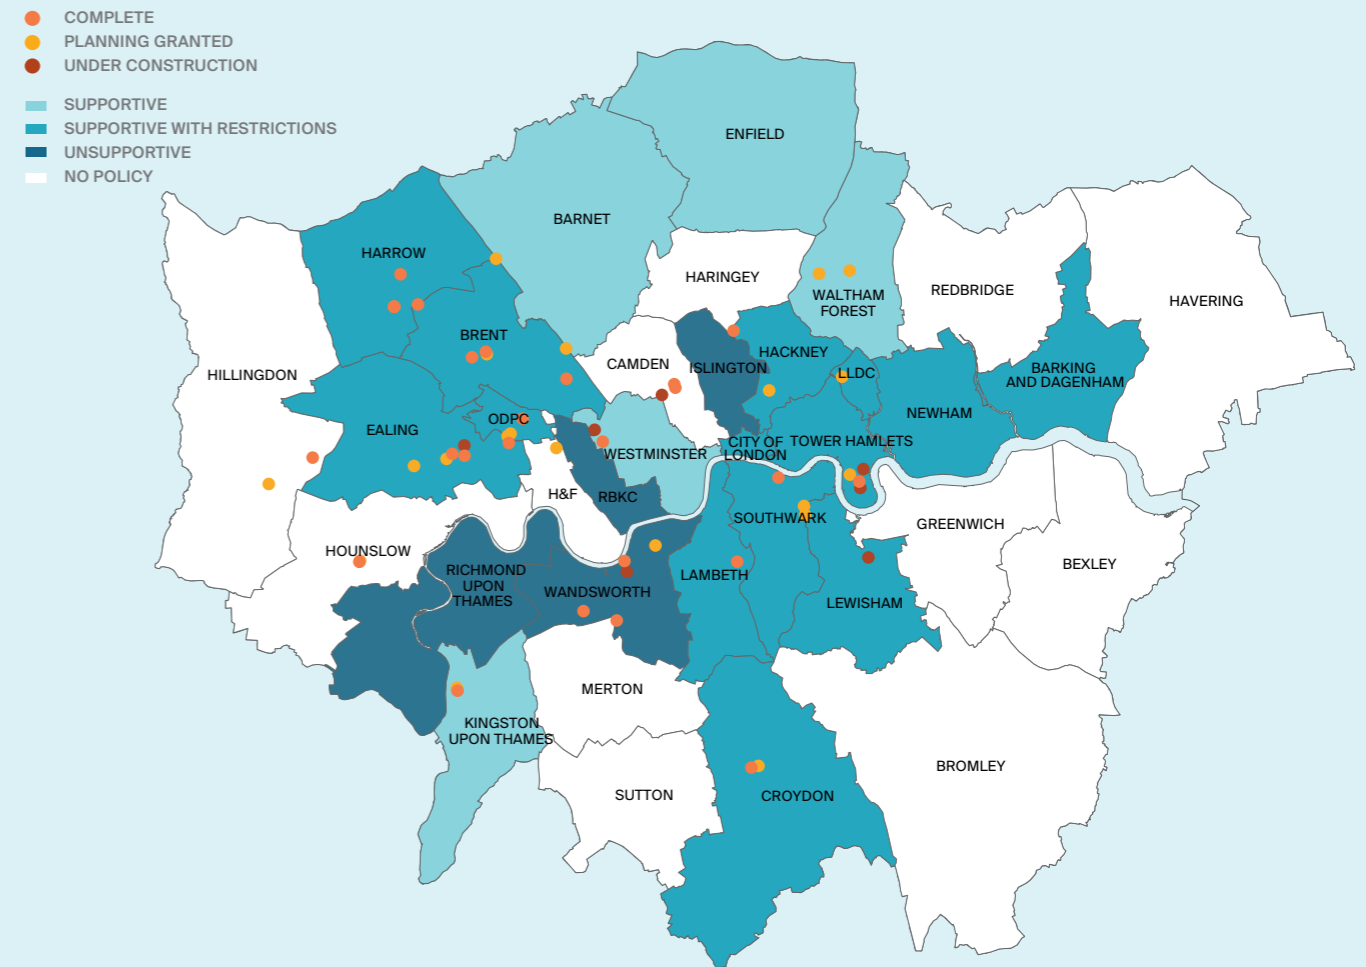 COMPLETE
PLANNING GRANTED
UNDER CONSTRUCTION
SUPPORTIVE
SUPPORTIVE WITH RESTRICTIONS
UNSUPPORTIVE
NO POLICY
ENFIELD
BARNET
HARROW
HARINGEY
WALTHAM
FOREST
REDBRIDGE
HAVERING
BRENT
HACKNEY
CAMDEN
ISLINGTON
HILLINGDON
LLDC
BARKING
AND DAGENHAM
NEWHAM
ODPC
EALING
CITY OF
LONDON
TOWER HAMLETS
WESTMINSTER
H&F
RBKC
SOUTHWARK
GREENWICH
HOUNSLOW
BEXLEY
RICHMOND
UPON
THAMES
WANDSWORTH
LAMBETH
LEWISHAM
MERTON
KINGSTON
UPON THAMES
BROMLEY
SUTTON
CROYDON